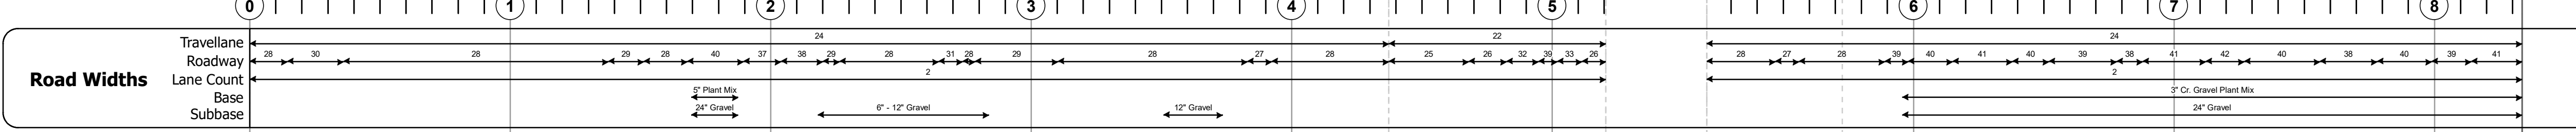 0 1 2 3 4 5 6 7 8
Road Widths
Travellane 24 22 24
Roadway 28 30 28 29 28 40 37 38 29 28 31 28 29 28 27 28 25 26 32 39 33 26 28 27 28 39 40 41 40 39 38 41 42 40 38 40 39 41
Lane Count 2 2
Base 5" Plant Mix 3" Cr. Gravel Plant Mix
Subbase 24" Gravel 6" - 12" Gravel 12" Gravel 24" Gravel